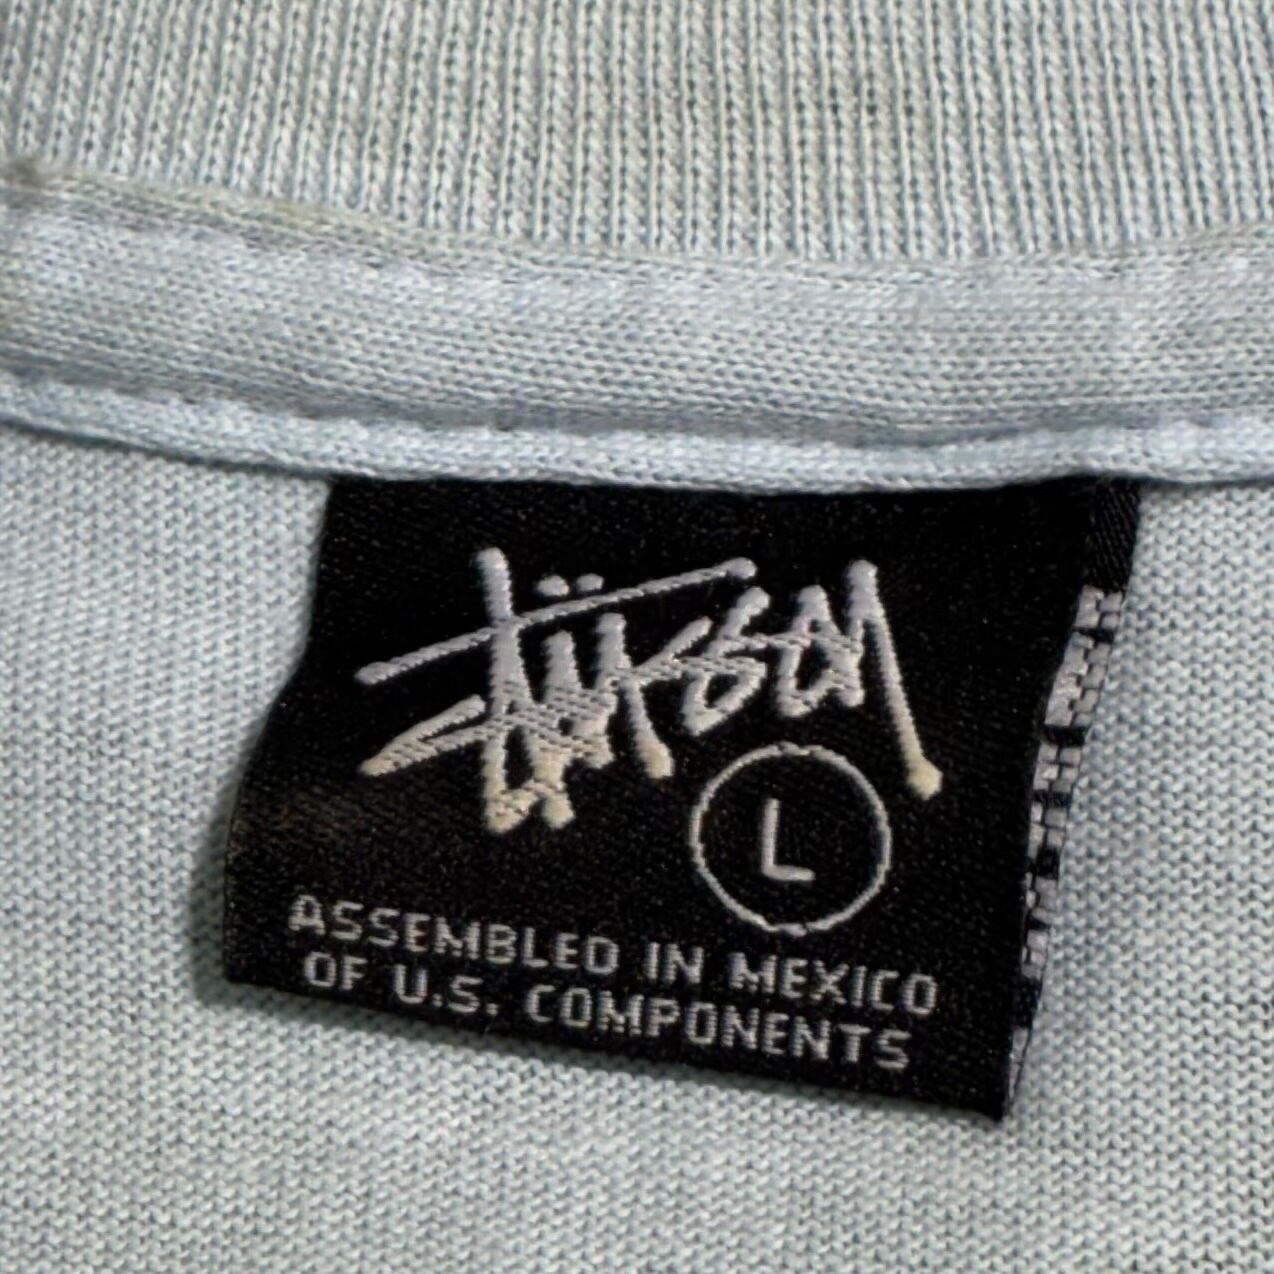 Stüssy
L
ASSEMBLED IN MEXICO
OF U.S. COMPONENTS